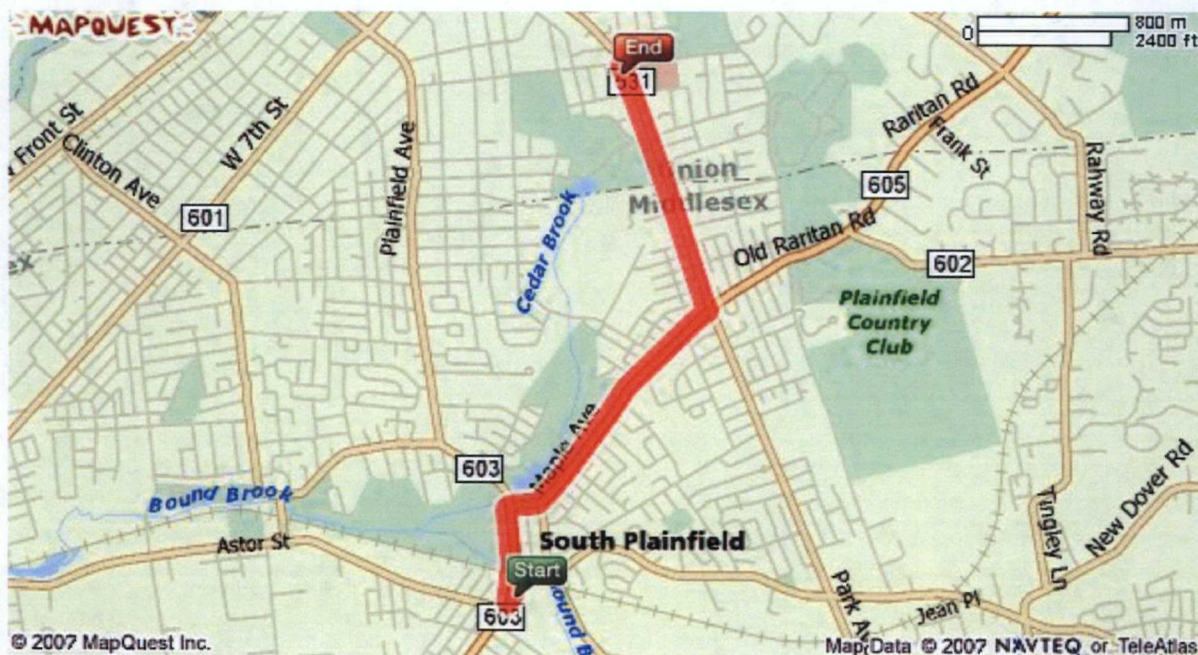 MAPQUEST
End
531
0
800 m
2400 ft
Front St
Clinton Ave
W 7th St
Plainfield Ave
601
Raritan Rd
Frank St
Rahway Rd
605
Union
Middlesex
Cedar Brook
Old Raritan Rd
602
Plainfield
Country
Club
Maple Ave
603
Bound Brook
Astor St
South Plainfield
Start
603
Park Av
Jean Pl
Tingley Ln
New Dover Rd
© 2007 MapQuest Inc.
Map Data © 2007 NAVTEQ or TeleAtlas